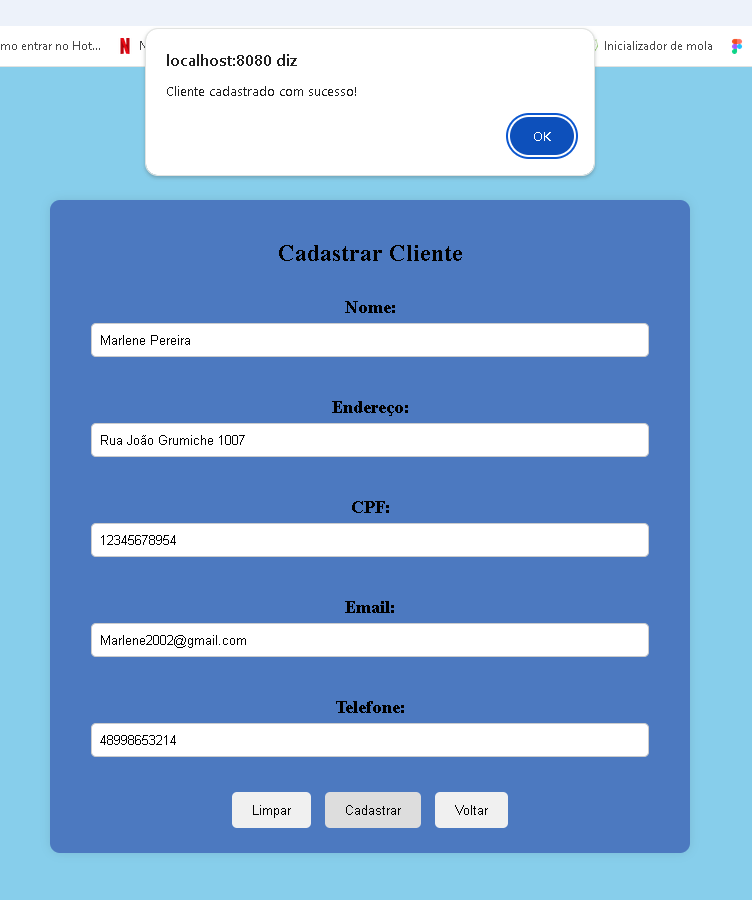 mo entrar no Hot...
Inicializador de mola
localhost:8080 diz
Cliente cadastrado com sucesso!
OK
Cadastrar Cliente
Nome:
Marlene Pereira
Endereço:
Rua João Grumiche 1007
CPF:
12345678954
Email:
Marlene2002@gmail.com
Telefone:
48998653214
Limpar
Cadastrar
Voltar